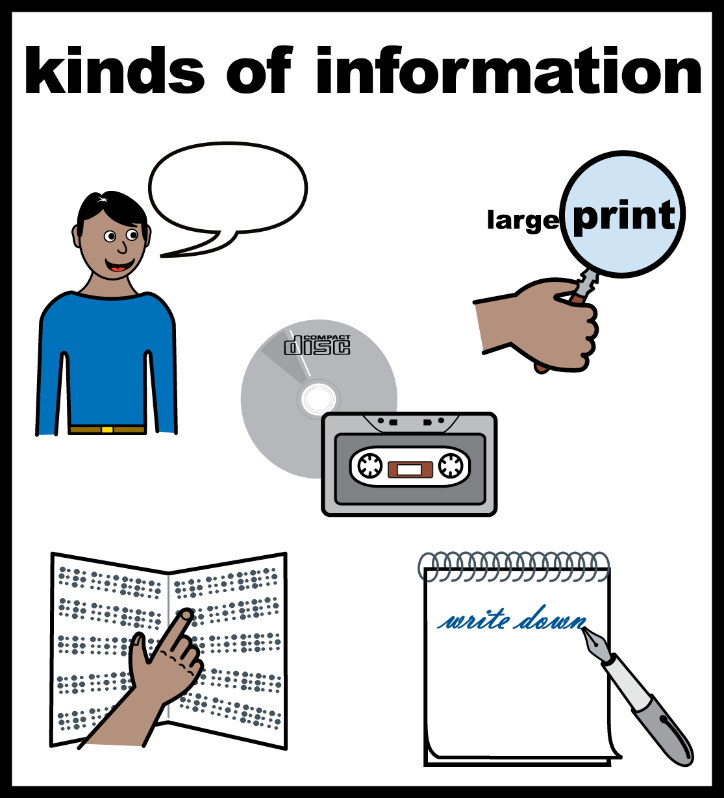 kinds of information
large print
COMPACT
disc
write down